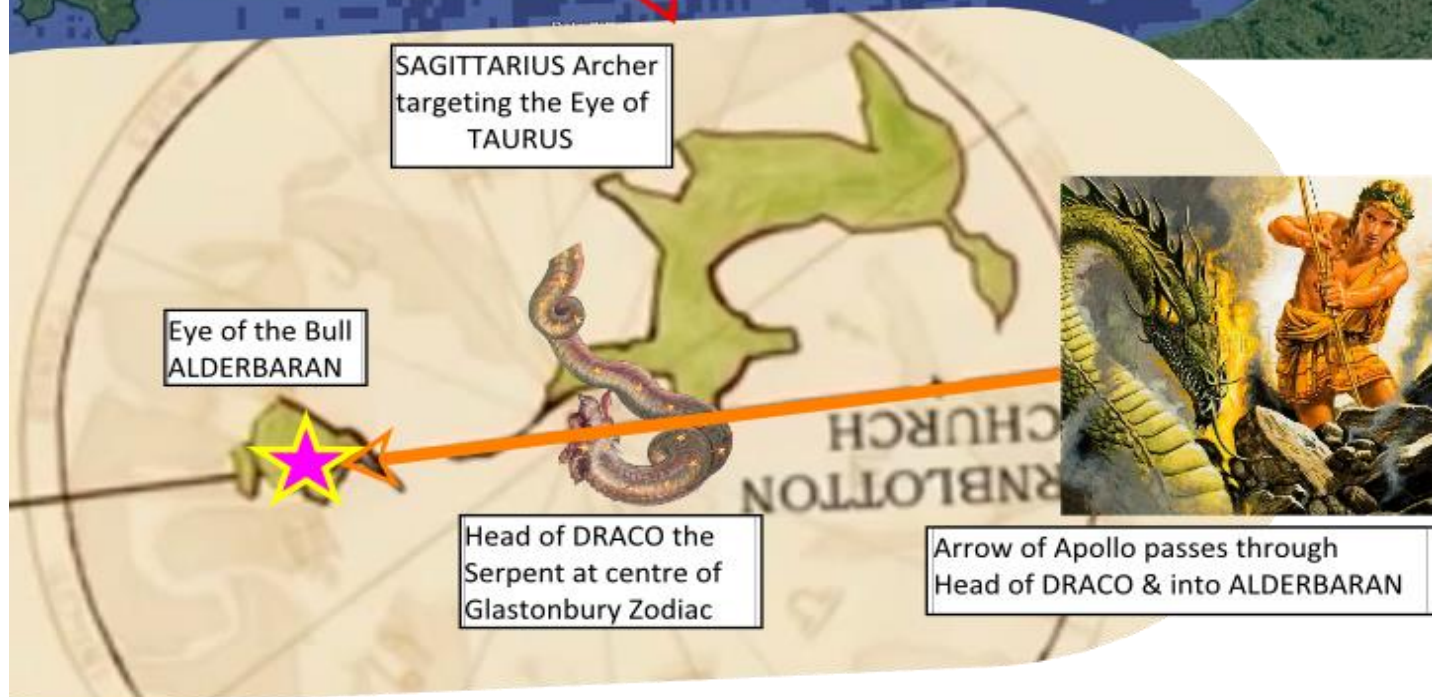 SAGITTARIUS Archer
targeting the Eye of
TAURUS
Eye of the Bull
ALDERBARAN
CHURCH
RNBLOTTON
Head of DRACO the
Serpent at centre of
Glastonbury Zodiac
Arrow of Apollo passes through
Head of DRACO & into ALDERBARAN